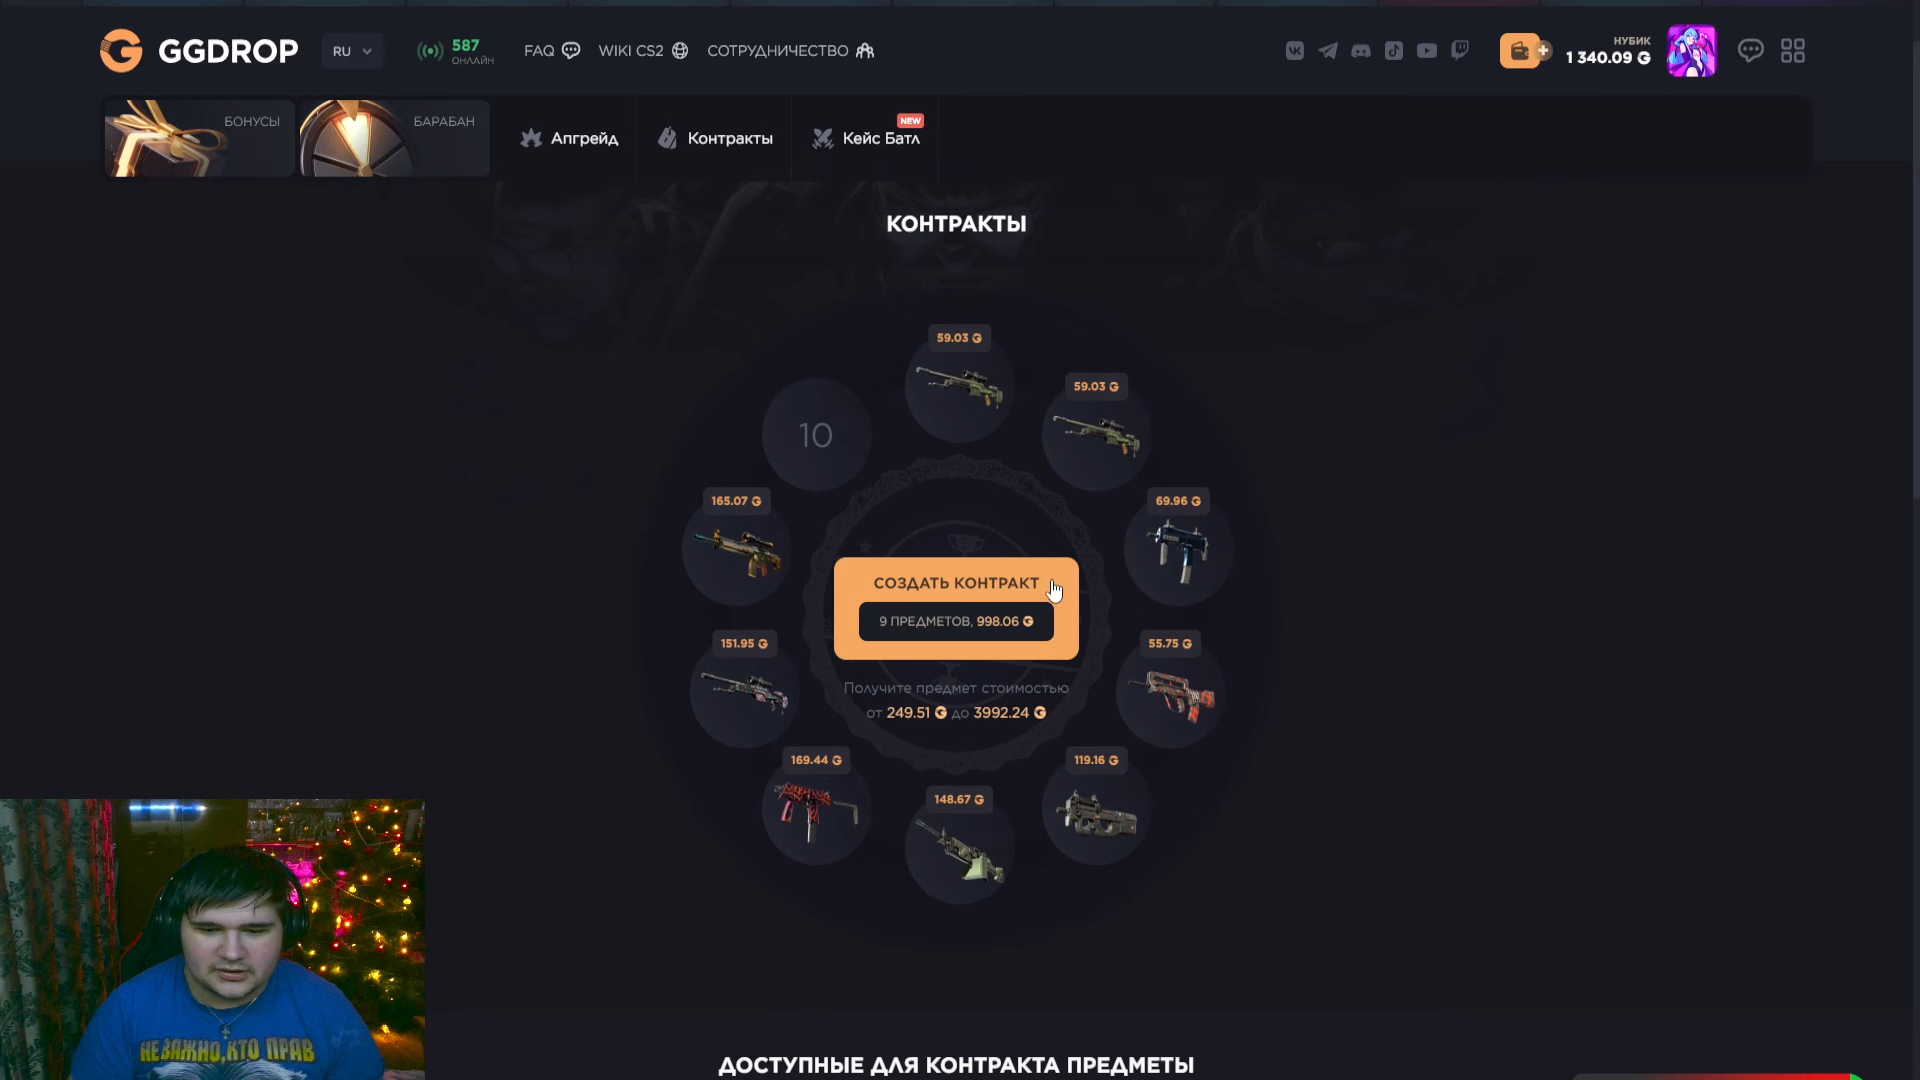 GGDROP
RU
587
ОНЛАЙН
FAQ
WIKI CS2
СОТРУДНИЧЕСТВО
НУБИК
1 340.09 G
БОНУСЫ
БАРАБАН
Апгрейд
Контракты
Кейс Батл
NEW
КОНТРАКТЫ
59.03 G
59.03 G
10
165.07 G
69.96 G
СОЗДАТЬ КОНТРАКТ
9 ПРЕДМЕТОВ, 998.06 G
151.95 G
55.75 G
Получите предмет стоимостью
от 249.51 G до 3992.24 G
169.44 G
119.16 G
148.67 G
НЕ ВАЖНО, КТО ПРАВ
ДОСТУПНЫЕ ДЛЯ КОНТРАКТА ПРЕДМЕТЫ